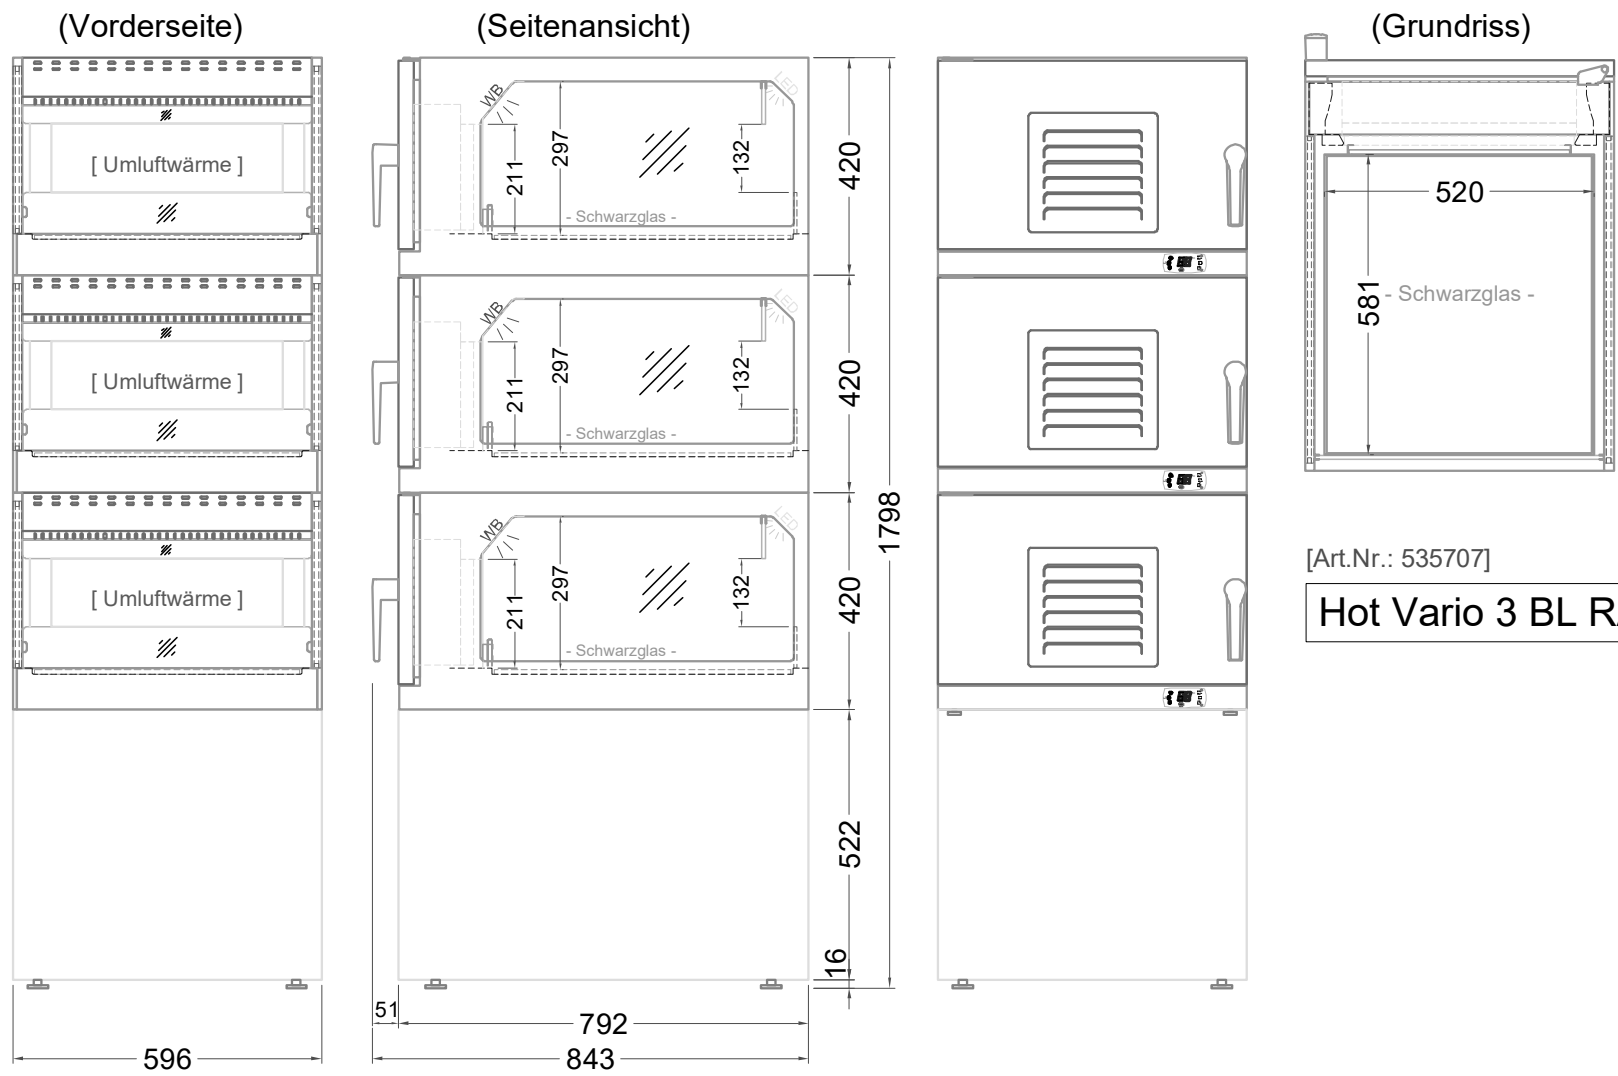 (Vorderseite)
(Seitenansicht)
(Grundriss)
[ Umluftwärme ]
[ Umluftwärme ]
[ Umluftwärme ]
WB
LED
211
297
132
- Schwarzglas -
420
WB
LED
211
297
132
- Schwarzglas -
420
WB
LED
211
297
132
- Schwarzglas -
420
1798
522
16
51
792
843
596
520
581
- Schwarzglas -
[Art.Nr.: 535707]
Hot Vario 3 BL